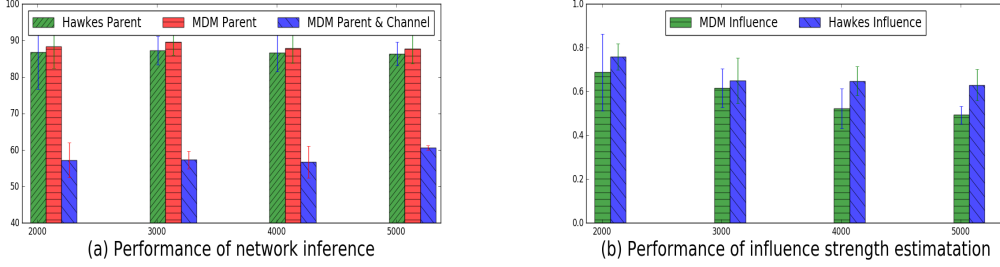 100
90
80
70
60
50
40
Hawkes Parent MDM Parent MDM Parent & Channel
2000 3000 4000 5000
(a) Performance of network inference
1.0
0.8
0.6
0.4
0.2
0.0
MDM Influence Hawkes Influence
2000 3000 4000 5000
(b) Performance of influence strength estimatation